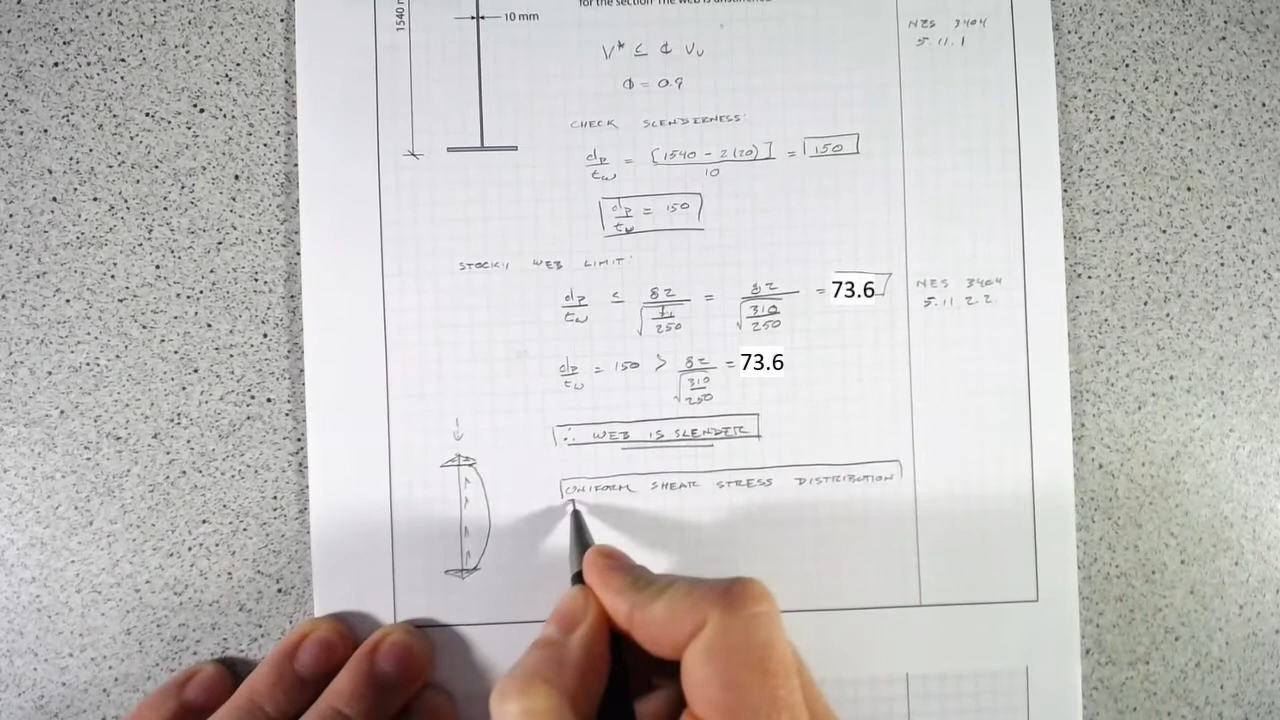 for the section The web is unstiffened
1540 m
10 mm
V* ≤ ϕ Vu
ϕ = 0.9
NZS 3404
5.11.1
CHECK SLENDERNESS:
dp/tw = [1540 - 2(20)]/10 = 150
dp/tw = 150
STOCKY WEB LIMIT:
dp/tw ≤ 82/√(fy/250) = 82/√(310/250) = 73.6
NZS 3404
5.11.2.2.
dp/tw = 150 > 82/√(310/250) = 73.6
∴ WEB IS SLENDER
UNIFORM SHEAR STRESS DISTRIBUTION